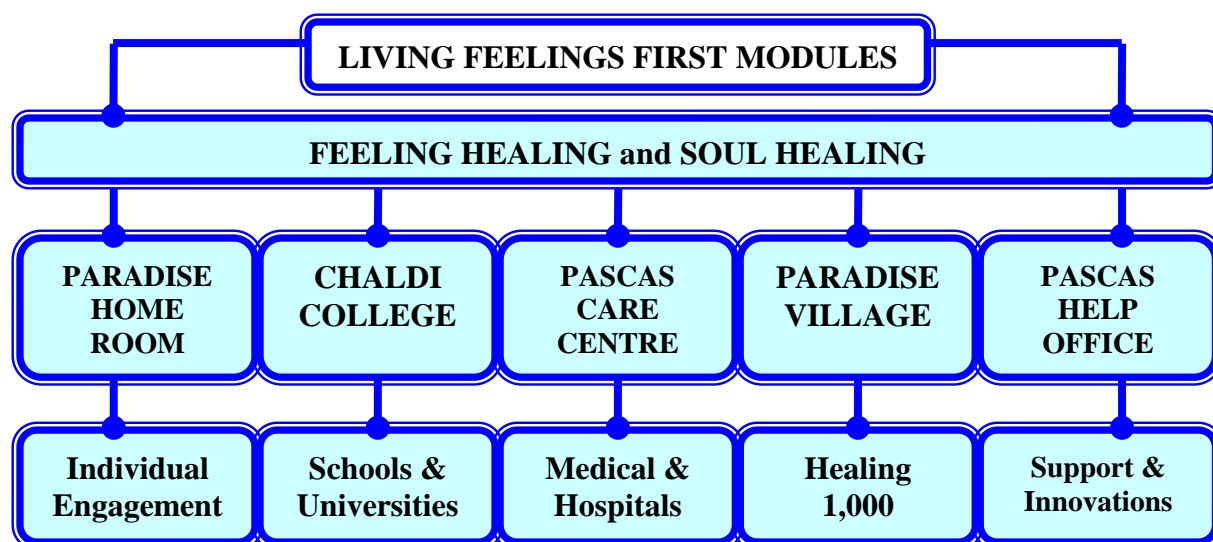 LIVING FEELINGS FIRST MODULES
FEELING HEALING and SOUL HEALING
PARADISE
HOME
ROOM
CHALDI
COLLEGE
PASCAS
CARE
CENTRE
PARADISE
VILLAGE
PASCAS
HELP
OFFICE
Individual
Engagement
Schools &
Universities
Medical &
Hospitals
Healing
1,000
Support &
Innovations